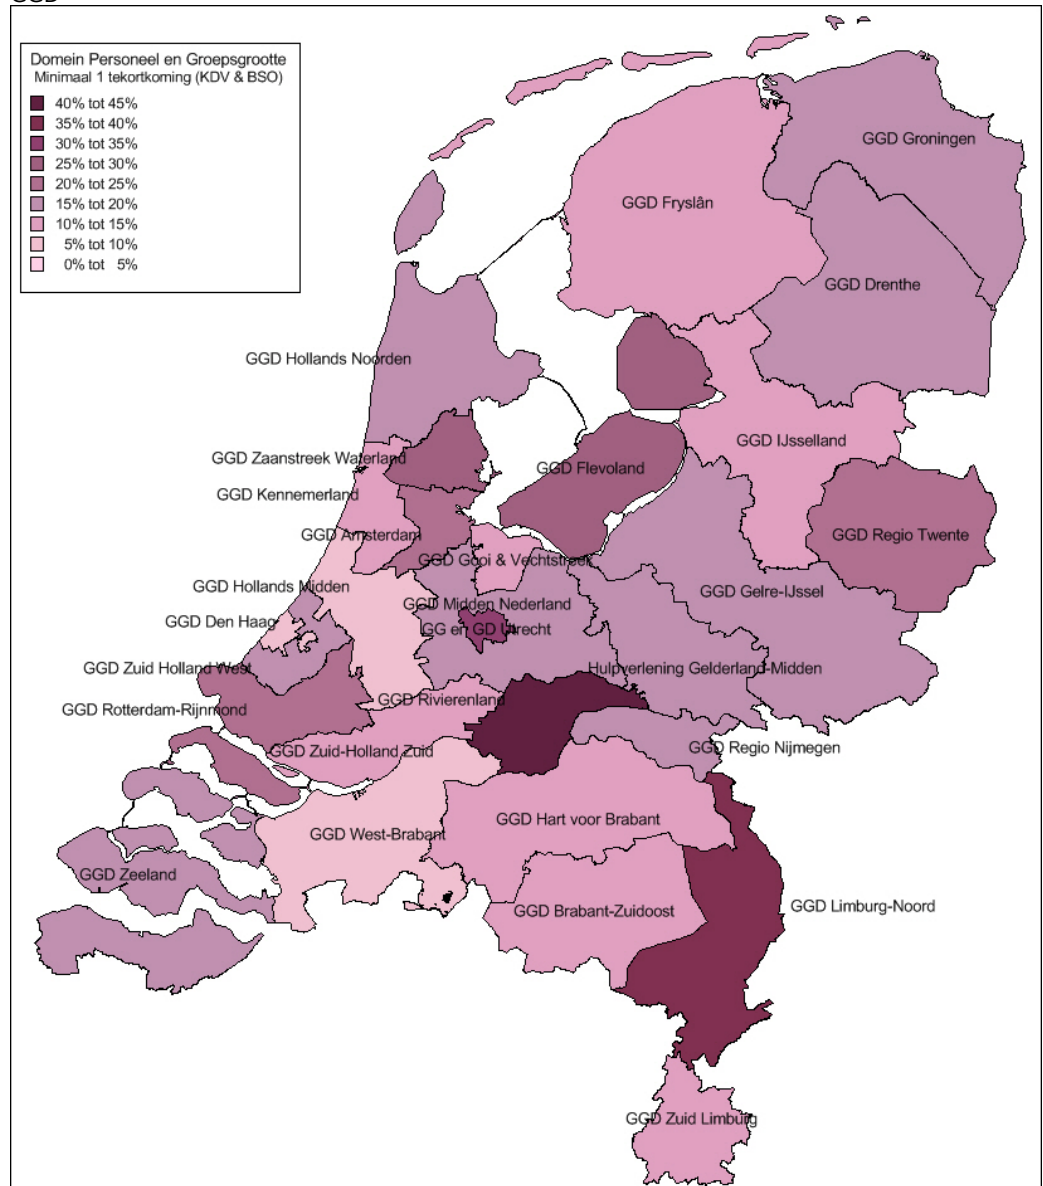 GGD
Domein Personeel en Groepsgrootte
Minimaal 1 tekortkoming (KDV & BSO)
40% tot 45%
35% tot 40%
30% tot 35%
25% tot 30%
20% tot 25%
15% tot 20%
10% tot 15%
5% tot 10%
0% tot 5%
GGD Groningen
GGD Fryslân
GGD Drenthe
GGD Hollands Noorden
GGD IJsselland
GGD Zaanstreek Waterland
GGD Flevoland
GGD Kennemerland
GGD Amsterdam
GGD Regio Twente
GGD Gooi & Vechtstreek
GGD Hollands Midden
GGD Gelre-IJssel
GGD Midden Nederland
GGD Den Haag
GG en GD Utrecht
GGD Zuid Holland West
Hulpverlening Gelderland-Midden
GGD Rivierenland
GGD Rotterdam-Rijnmond
GGD Zuid-Holland Zuid
GGD Regio Nijmegen
GGD Hart voor Brabant
GGD West-Brabant
GGD Zeeland
GGD Limburg-Noord
GGD Brabant-Zuidoost
GGD Zuid Limburg